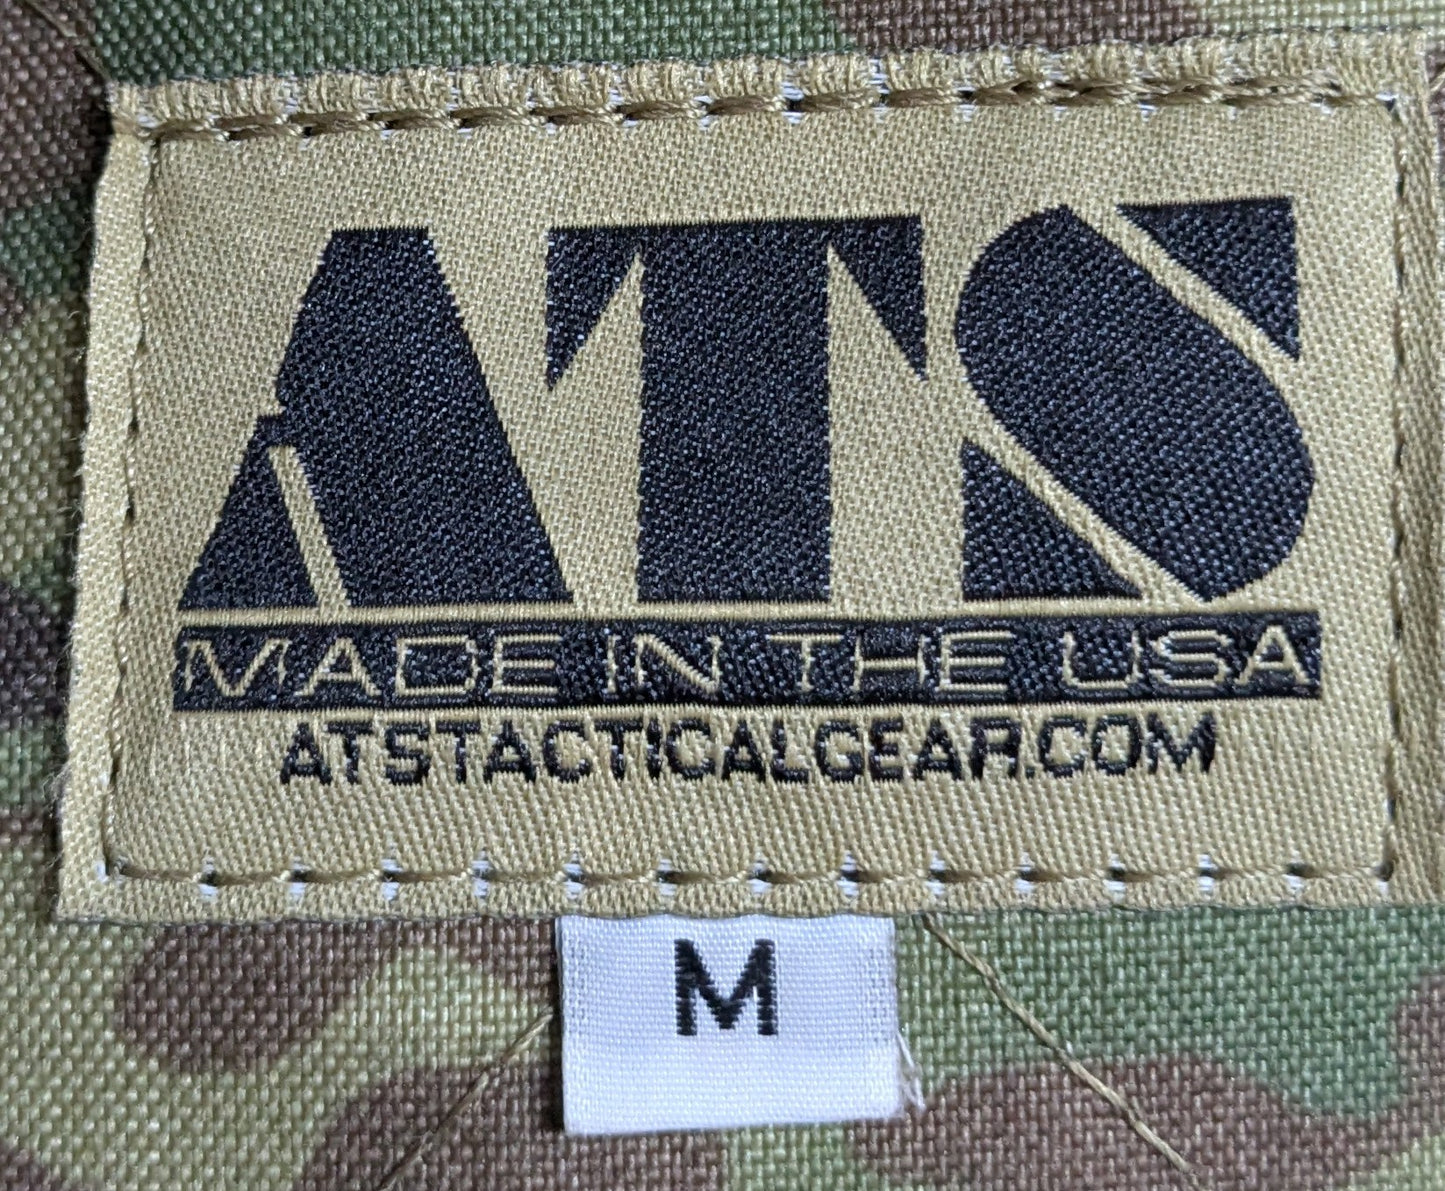 ATS
MADE IN THE USA
ATSTACTICALGEAR.COM
M